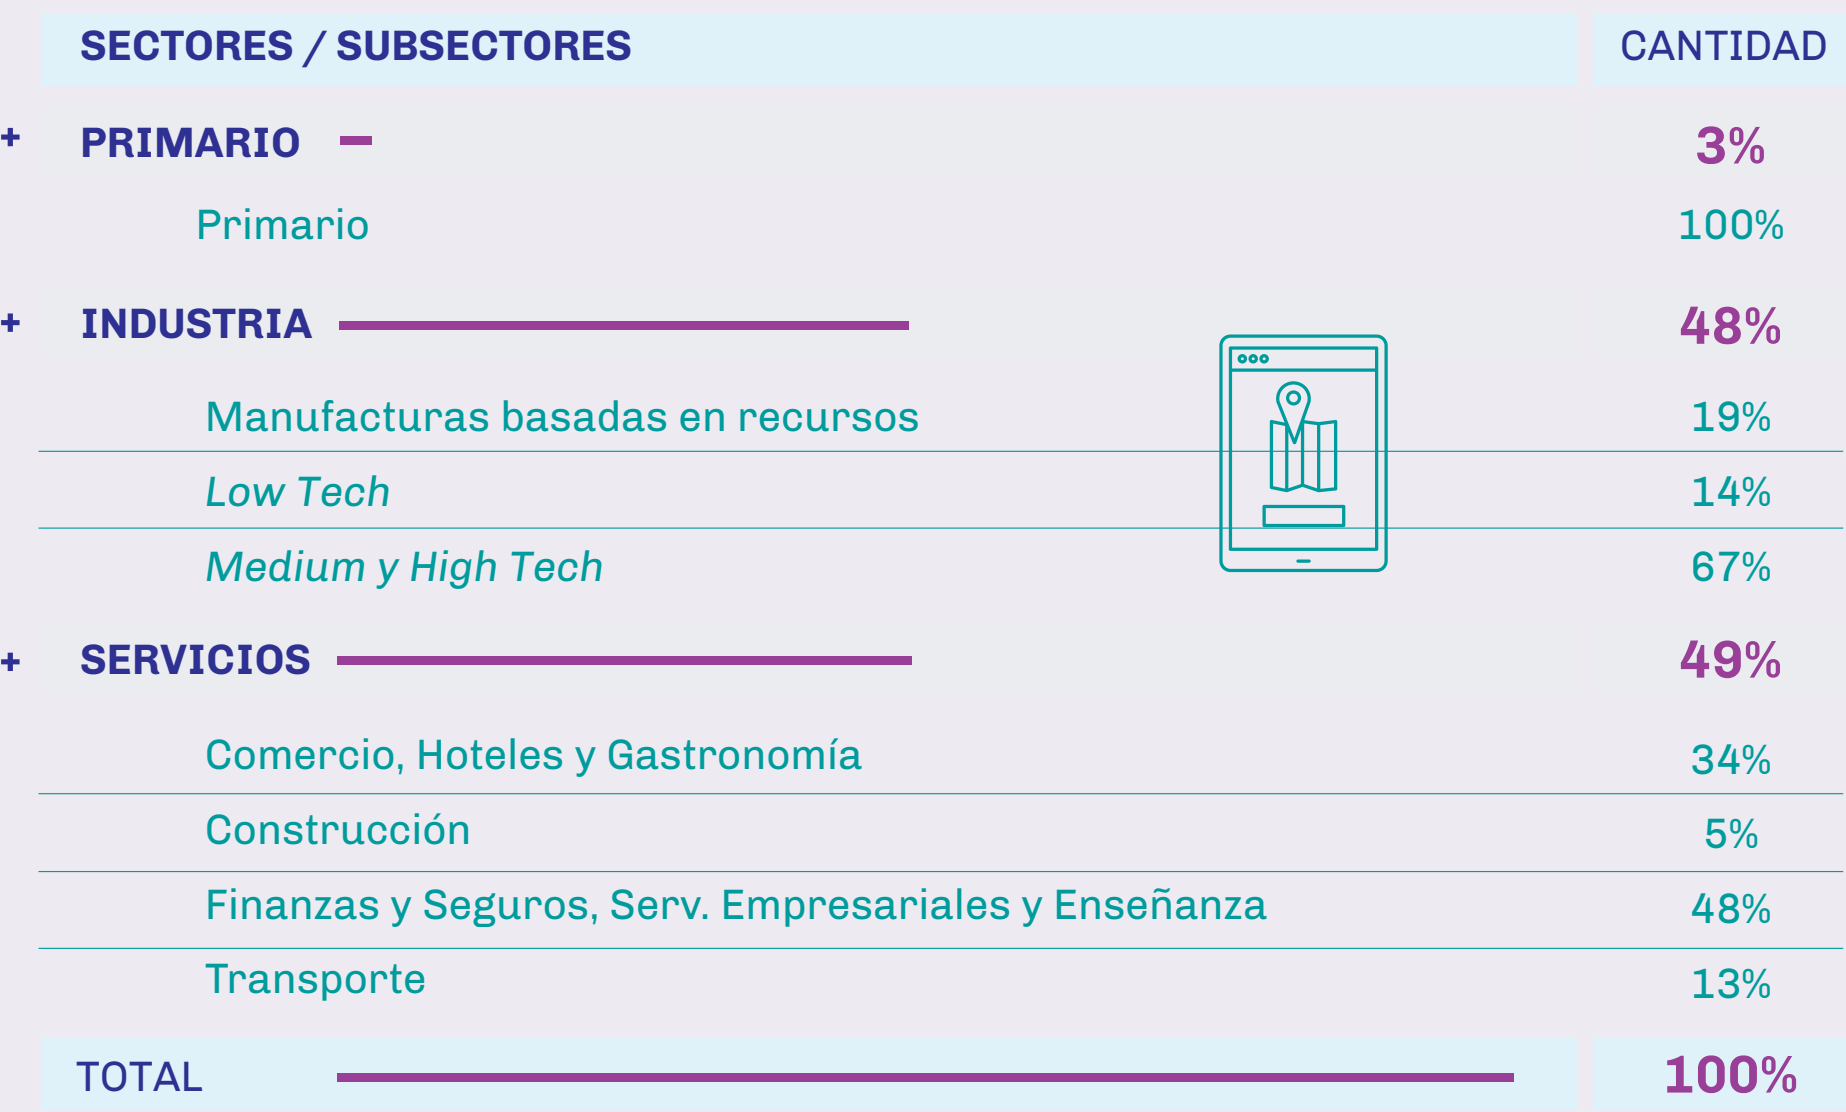 SECTORES / SUBSECTORES CANTIDAD
+ PRIMARIO 3%
Primario 100%
+ INDUSTRIA 48%
Manufacturas basadas en recursos 19%
Low Tech 14%
Medium y High Tech 67%
+ SERVICIOS 49%
Comercio, Hoteles y Gastronomía 34%
Construcción 5%
Finanzas y Seguros, Serv. Empresariales y Enseñanza 48%
Transporte 13%
TOTAL 100%